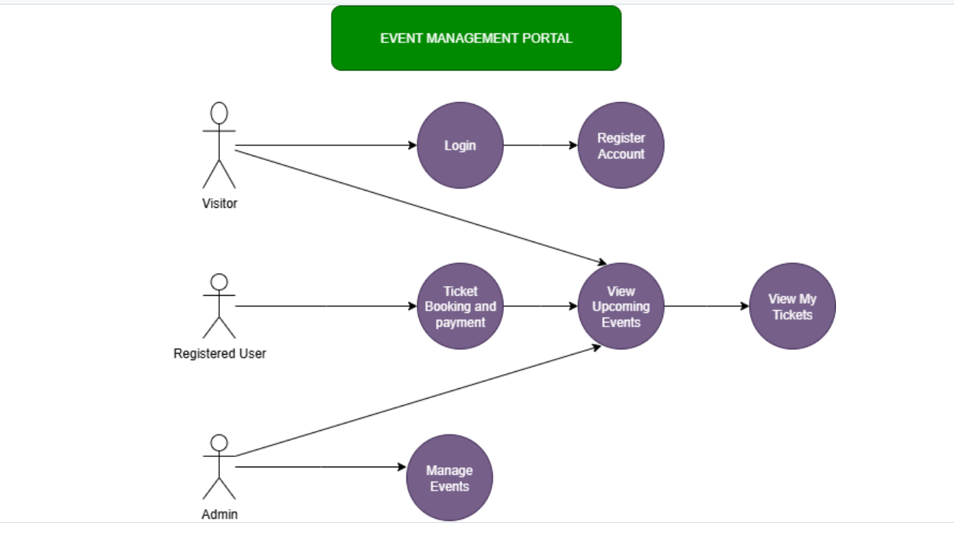 EVENT MANAGEMENT PORTAL
Login
Register
Account
Visitor
Ticket
Booking and
payment
View
Upcoming
Events
View My
Tickets
Registered User
Manage
Events
Admin